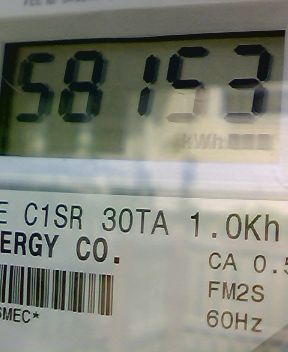 58153
kWh
E C1SR 30TA 1.0Kh
ERGY CO.
CA 0.5
FM2S
60Hz
SMEC*